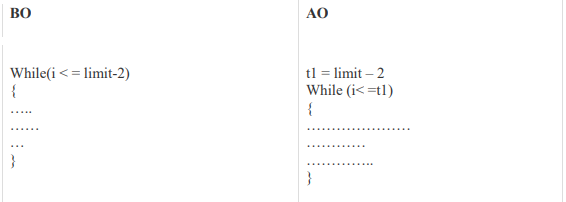 BO
While(i < = limit-2)
{
…..
……
…
}
AO
t1 = limit – 2
While (i< =t1)
{
…………………
…………
…………..
}